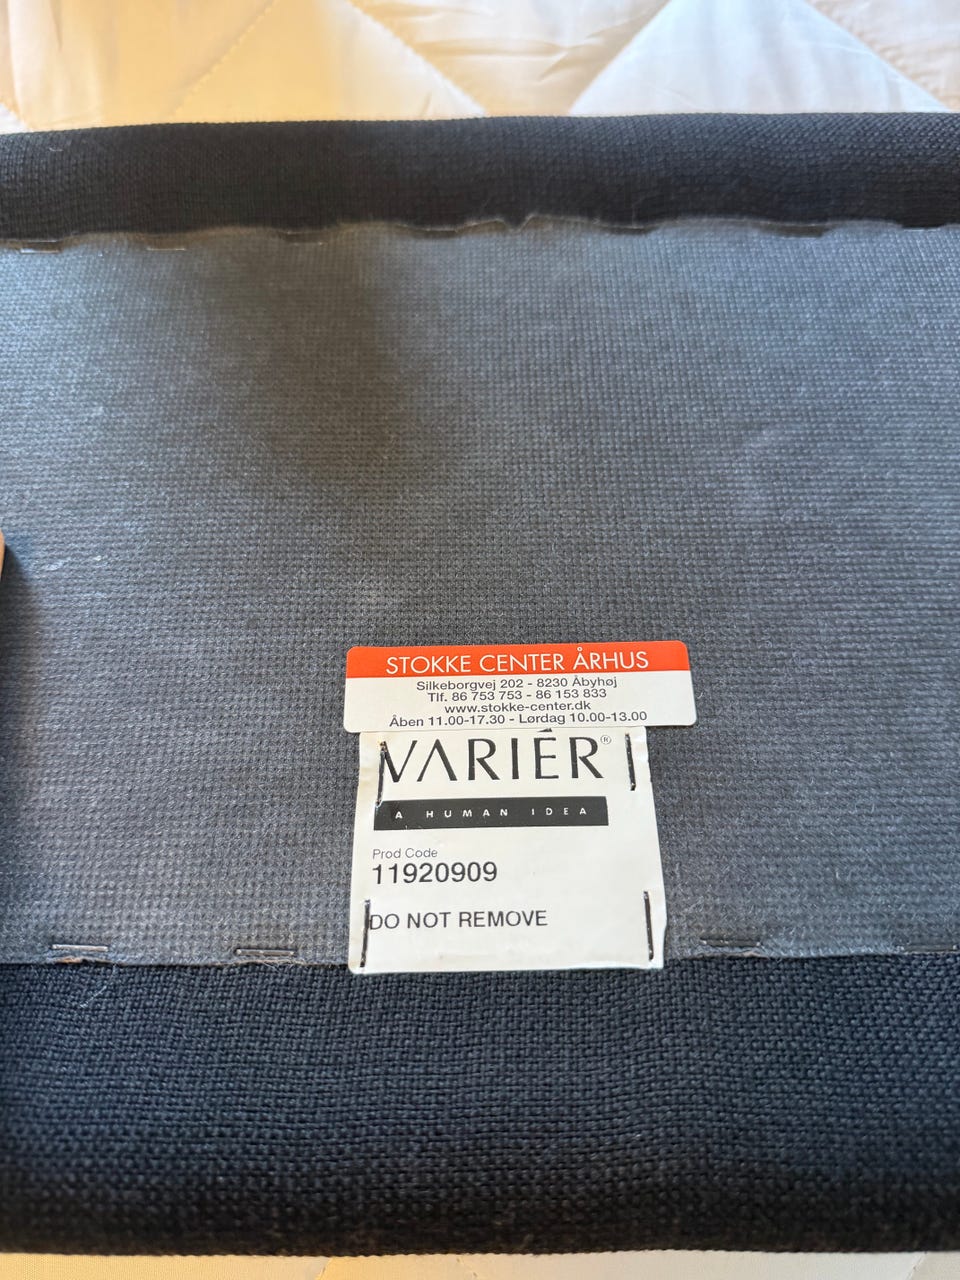 STOKKE CENTER ÅRHUS
Silkeborgvej 202 - 8230 Åbyhøj
Tlf. 86 753 753 - 86 153 833
www.stokke-center.dk
Åben 11.00-17.30 - Lørdag 10.00-13.00
VARIÉR®
A HUMAN IDEA
Prod Code
11920909
DO NOT REMOVE